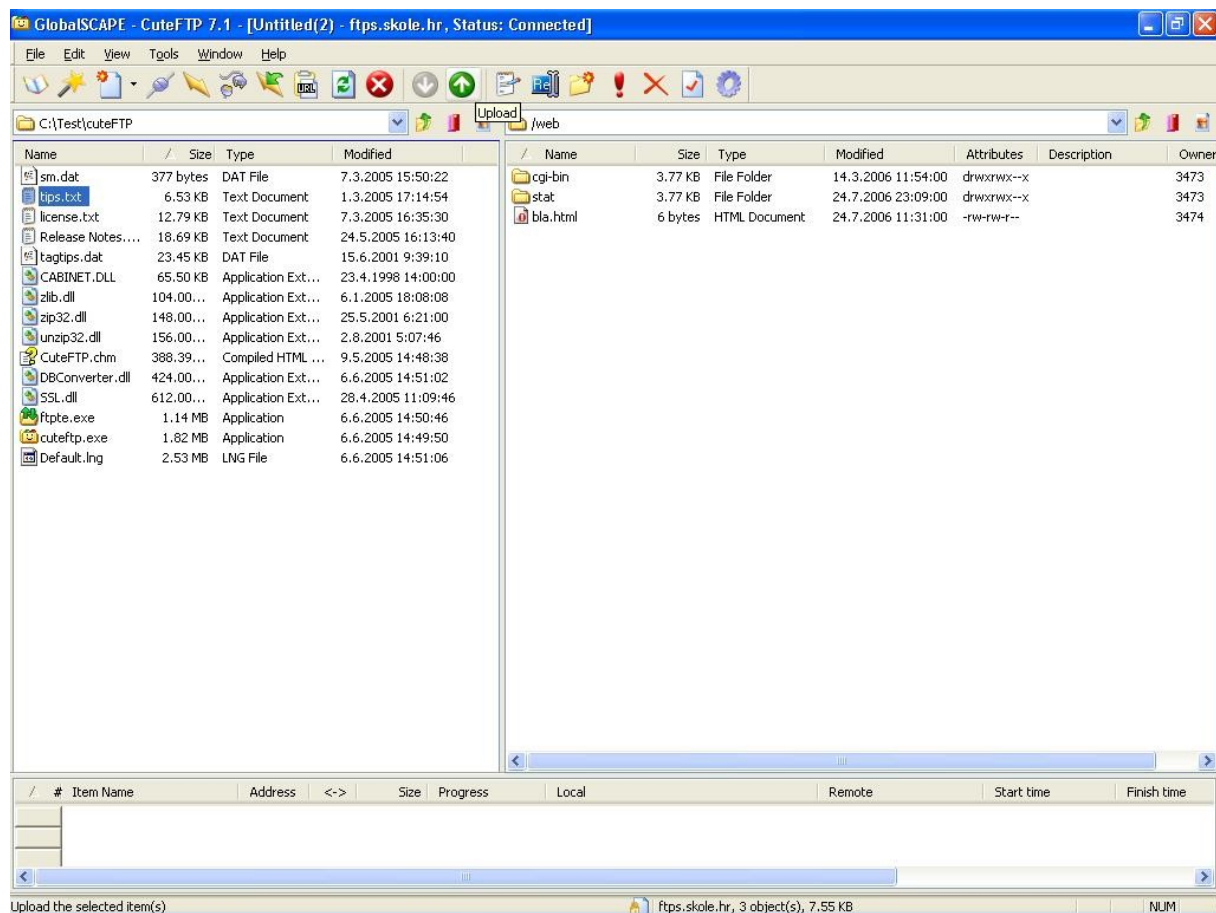 GlobalSCAPE - CuteFTP 7.1 - [Untitled(2) - ftps.skole.hr, Status: Connected]
File Edit View Tools Window Help
URL
Upload
C:\Test\cuteFTP /web
Name / Size Type Modified / Name Size Type Modified Attributes Description Owner
sm.dat 377 bytes DAT File 7.3.2005 15:50:22 cgi-bin 3.77 KB File Folder 14.3.2006 11:54:00 drwxrwx--x 3473
tips.txt 6.53 KB Text Document 1.3.2005 17:14:54 stat 3.77 KB File Folder 24.7.2006 23:09:00 drwxrwx--x 3473
license.txt 12.79 KB Text Document 7.3.2005 16:35:30 bla.html 6 bytes HTML Document 24.7.2006 11:31:00 -rw-rw-r-- 3474
Release Notes.... 18.69 KB Text Document 24.5.2005 16:13:40
tagtips.dat 23.45 KB DAT File 15.6.2001 9:39:10
CABINET.DLL 65.50 KB Application Ext... 23.4.1998 14:00:00
zlib.dll 104.00... Application Ext... 6.1.2005 18:08:08
zip32.dll 148.00... Application Ext... 25.5.2001 6:21:00
unzip32.dll 156.00... Application Ext... 2.8.2001 5:07:46
CuteFTP.chm 388.39... Compiled HTML ... 9.5.2005 14:48:38
DBConverter.dll 424.00... Application Ext... 6.6.2005 14:51:02
SSL.dll 612.00... Application Ext... 28.4.2005 11:09:46
ftpte.exe 1.14 MB Application 6.6.2005 14:50:46
cuteftp.exe 1.82 MB Application 6.6.2005 14:49:50
Default.lng 2.53 MB LNG File 6.6.2005 14:51:06
/ # Item Name Address <-> Size Progress Local Remote Start time Finish time
Upload the selected item(s) ftps.skole.hr, 3 object(s), 7.55 KB NUM